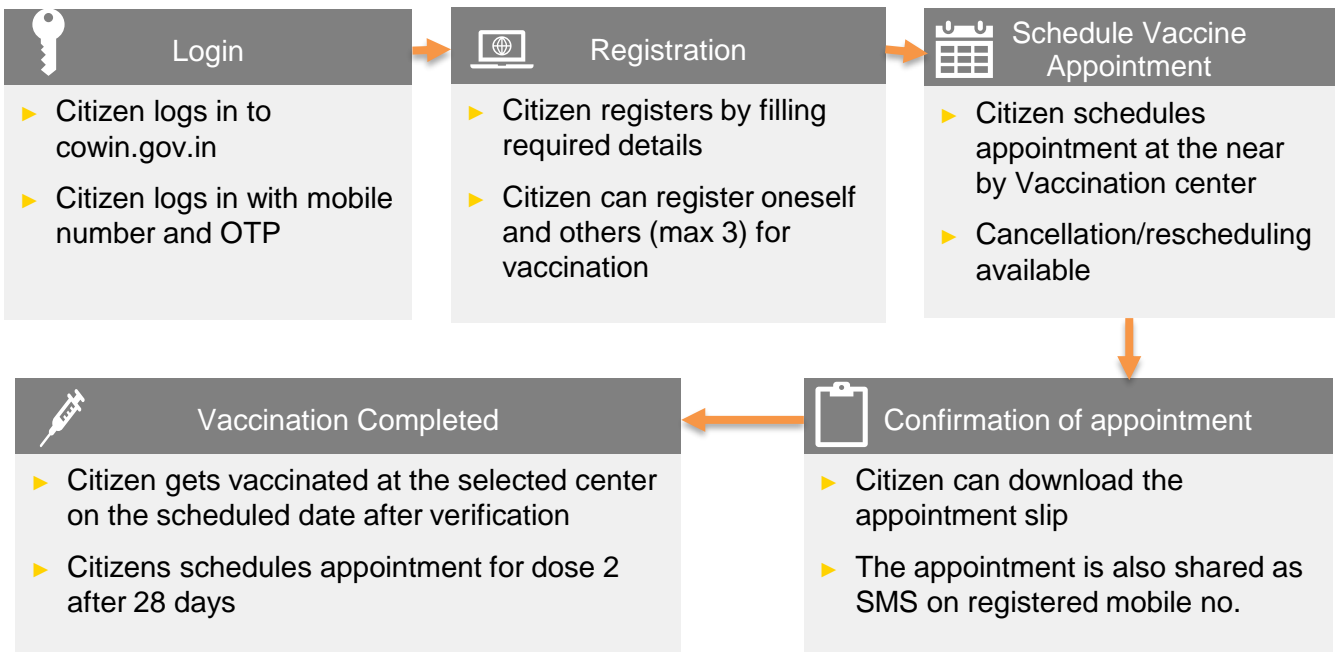 Login
► Citizen logs in to
cowin.gov.in
► Citizen logs in with mobile
number and OTP
Registration
► Citizen registers by filling
required details
► Citizen can register oneself
and others (max 3) for
vaccination
Schedule Vaccine
Appointment
► Citizen schedules
appointment at the near
by Vaccination center
► Cancellation/rescheduling
available
Confirmation of appointment
► Citizen can download the
appointment slip
► The appointment is also shared as
SMS on registered mobile no.
Vaccination Completed
► Citizen gets vaccinated at the selected center
on the scheduled date after verification
► Citizens schedules appointment for dose 2
after 28 days